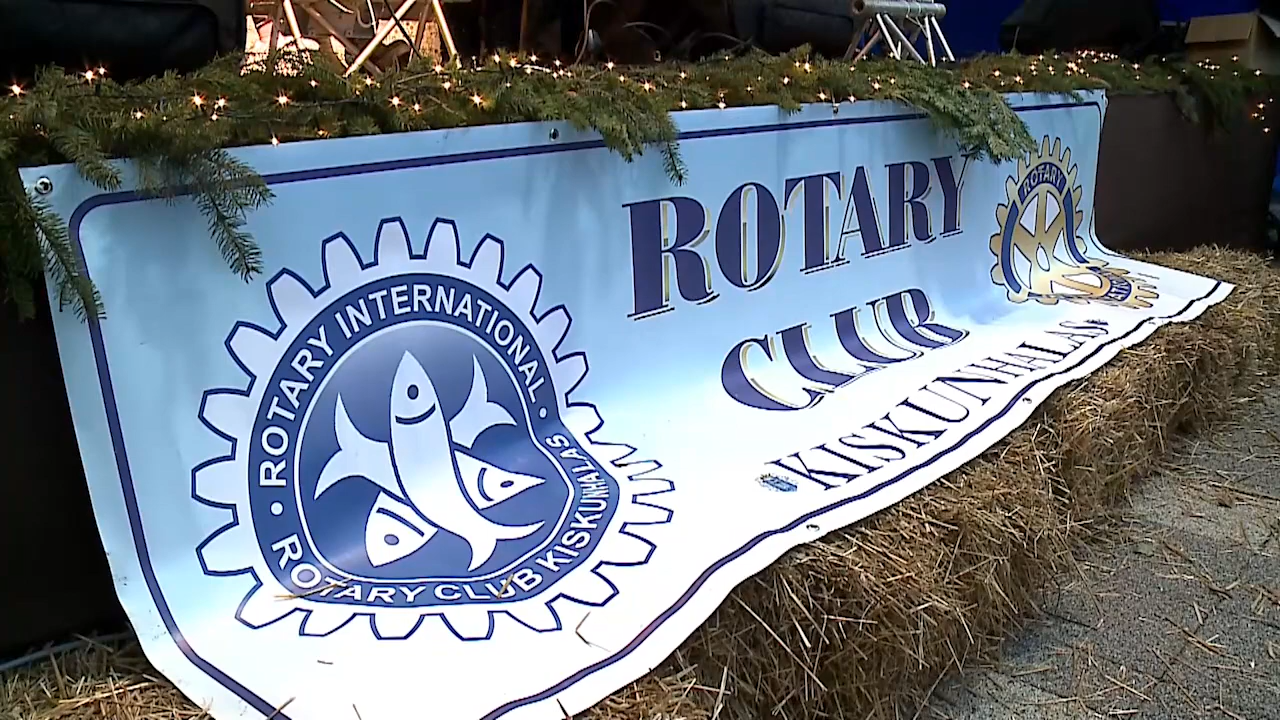 ROTARY INTERNATIONAL
ROTARY CLUB KISKUNHALAS
ROTARY
CLUB
KISKUNHALAS
ROTARY